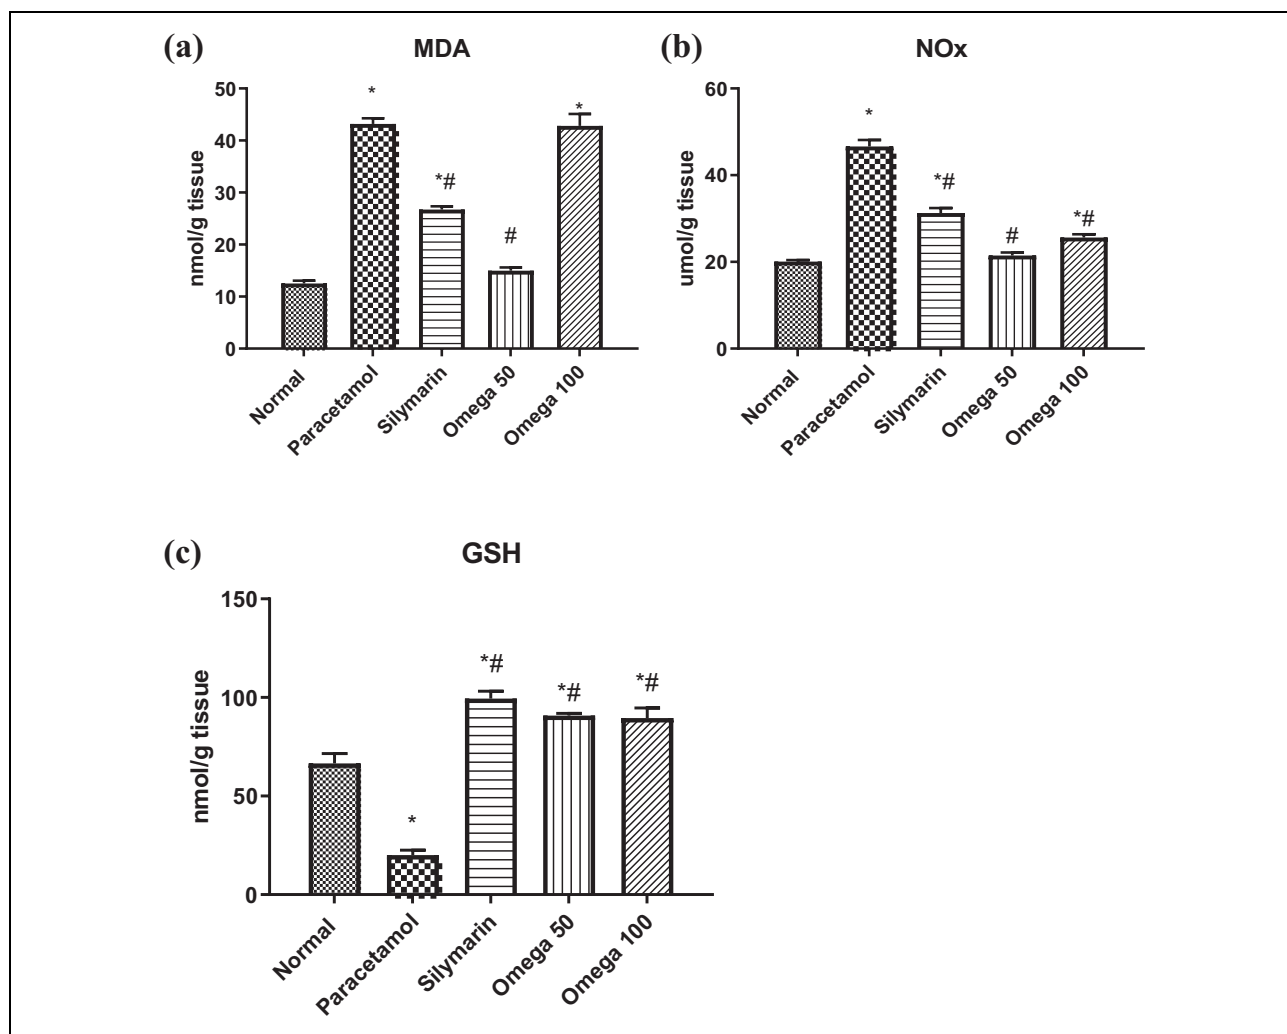 (a) MDA
nmol/g tissue
50
40
30
20
10
0
*
*#
#
*
Normal
Paracetamol
Silymarin
Omega 50
Omega 100
(b) NOx
umol/g tissue
60
40
20
0
*
*#
#
*#
Normal
Paracetamol
Silymarin
Omega 50
Omega 100
(c) GSH
nmol/g tissue
150
100
50
0
*
*#
*#
*#
Normal
Paracetamol
Silymarin
Omega 50
Omega 100